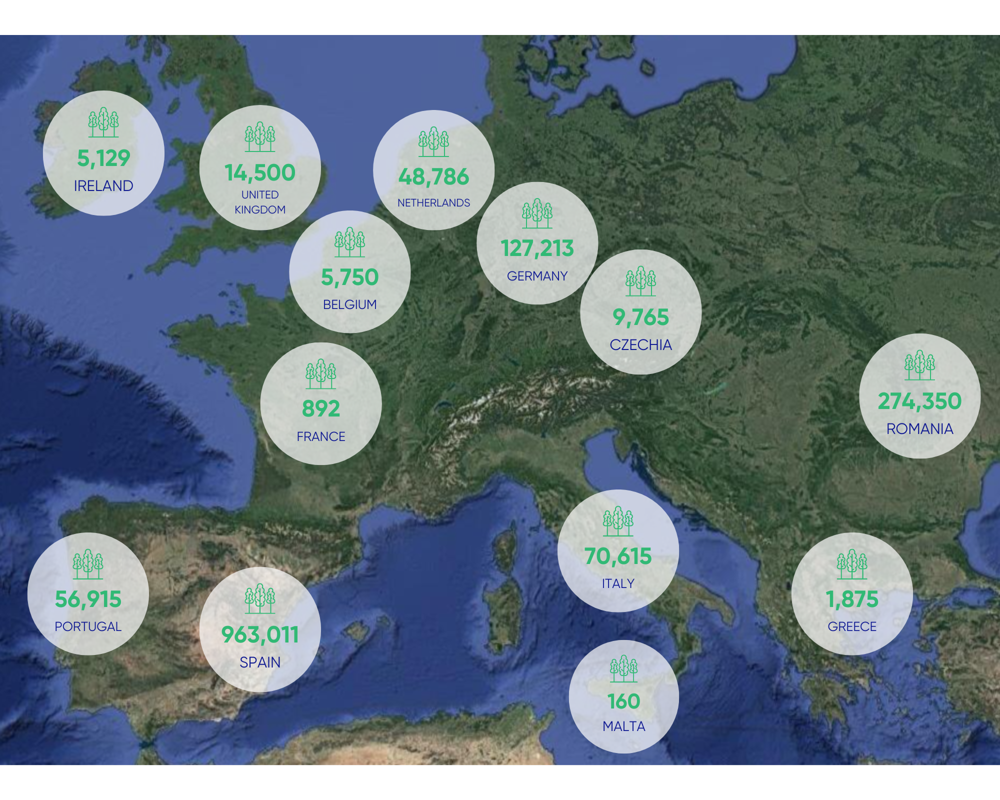 5,129
IRELAND
14,500
UNITED
KINGDOM
48,786
NETHERLANDS
127,213
GERMANY
5,750
BELGIUM
9,765
CZECHIA
892
FRANCE
274,350
ROMANIA
70,615
ITALY
56,915
PORTUGAL
963,011
SPAIN
1,875
GREECE
160
MALTA